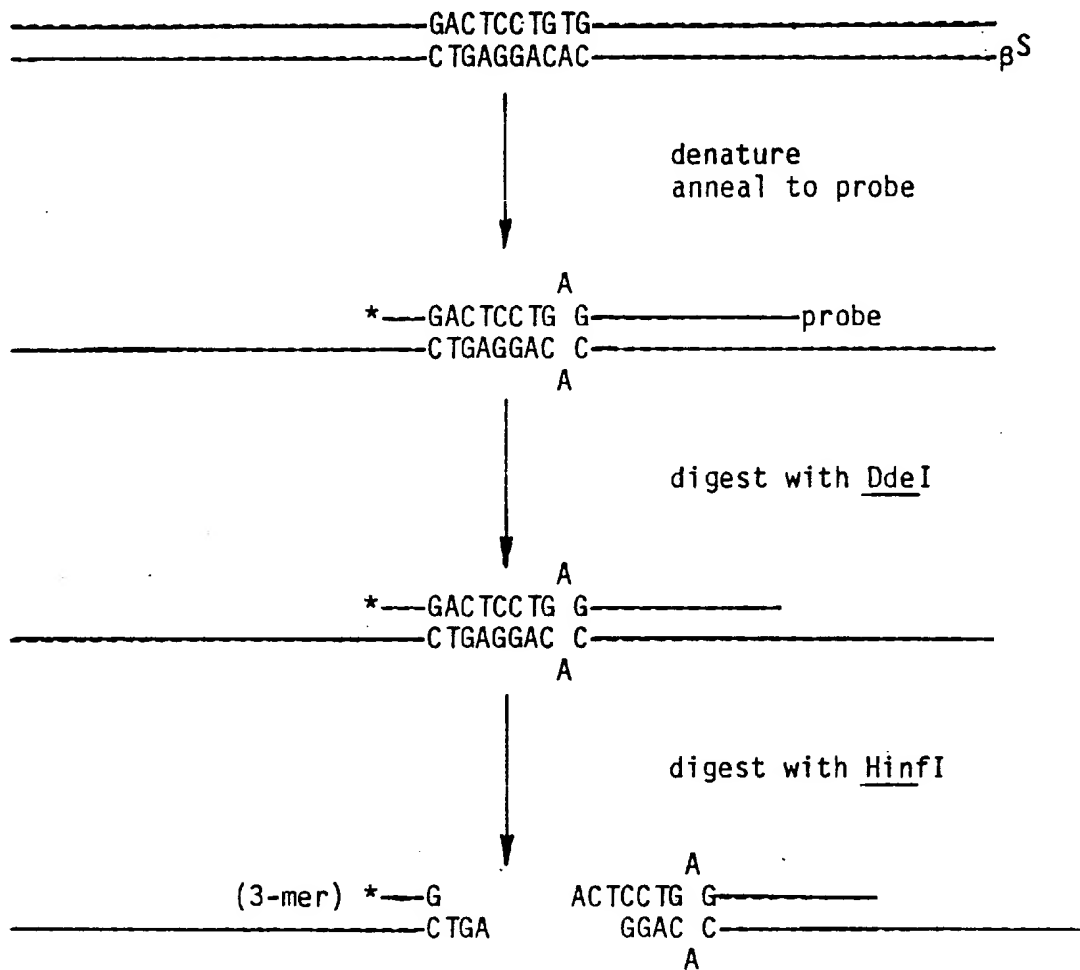 GACTCCTGTG
CTGAGGACAC βS
denature
anneal to probe
A
*—GACTCCTG G probe
CTGAGGAC C
A
digest with DdeI
A
*—GACTCCTG G
CTGAGGAC C
A
digest with HinfI
A
(3-mer) *—G ACTCCTG G
CTGA GGAC C
A